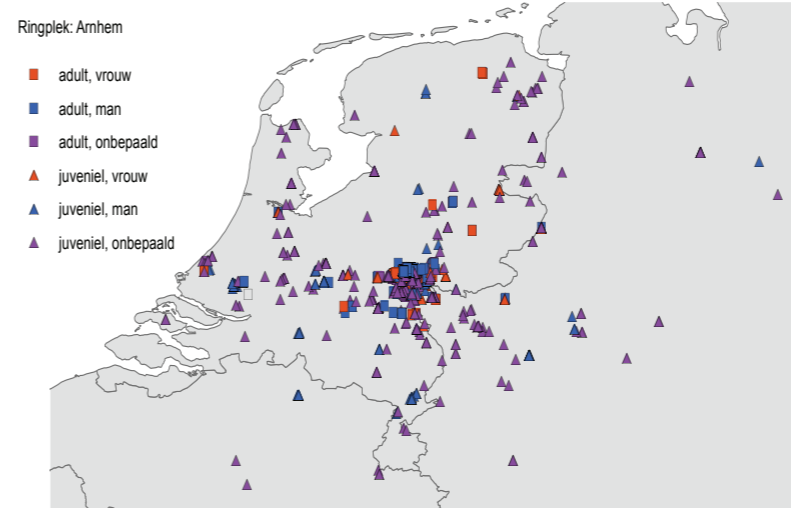 Ringplek: Arnhem
adult, vrouw
adult, man
adult, onbepaald
juveniel, vrouw
juveniel, man
juveniel, onbepaald